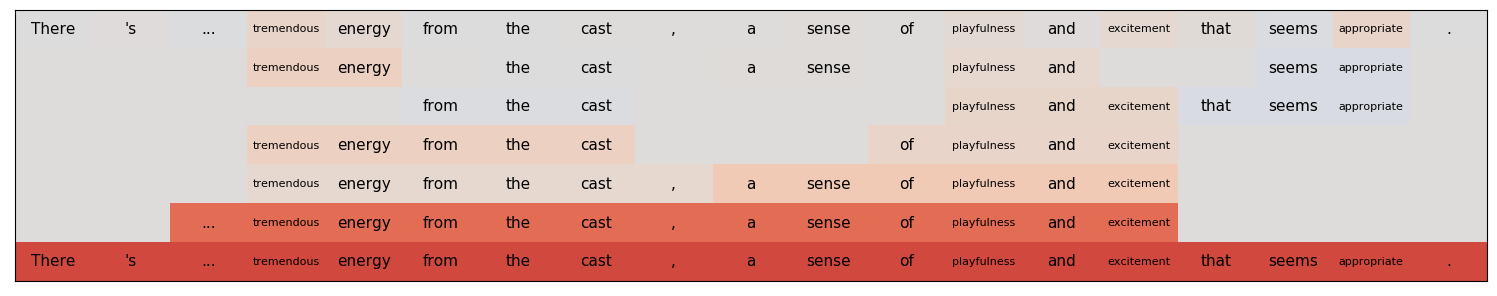 There 's ... tremendous energy from the cast , a sense of playfulness and excitement that seems appropriate .
tremendous energy the cast a sense playfulness and seems appropriate
from the cast playfulness and excitement that seems appropriate
tremendous energy from the cast of playfulness and excitement
tremendous energy from the cast , a sense of playfulness and excitement
... tremendous energy from the cast , a sense of playfulness and excitement
There 's ... tremendous energy from the cast , a sense of playfulness and excitement that seems appropriate .